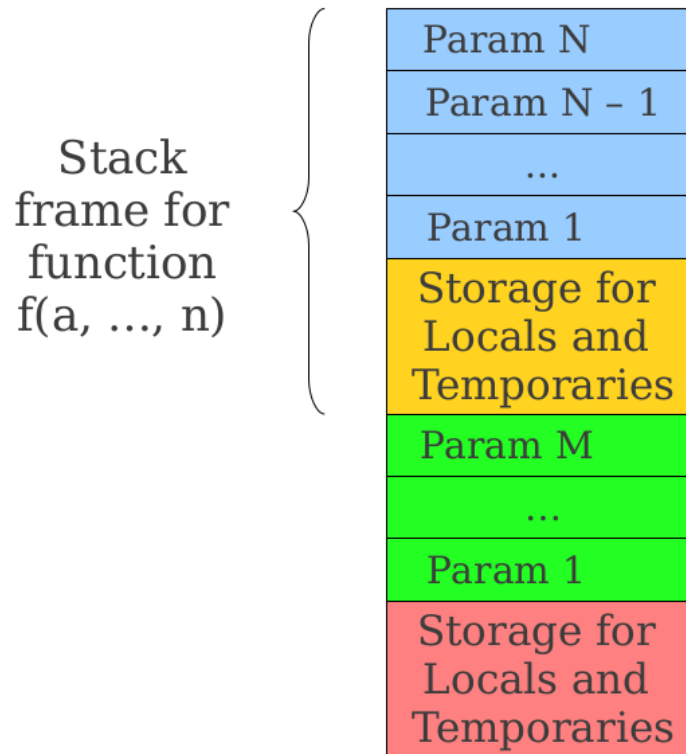 Stack
frame for
function
f(a, ..., n)
Param N
Param N – 1
...
Param 1
Storage for
Locals and
Temporaries
Param M
...
Param 1
Storage for
Locals and
Temporaries